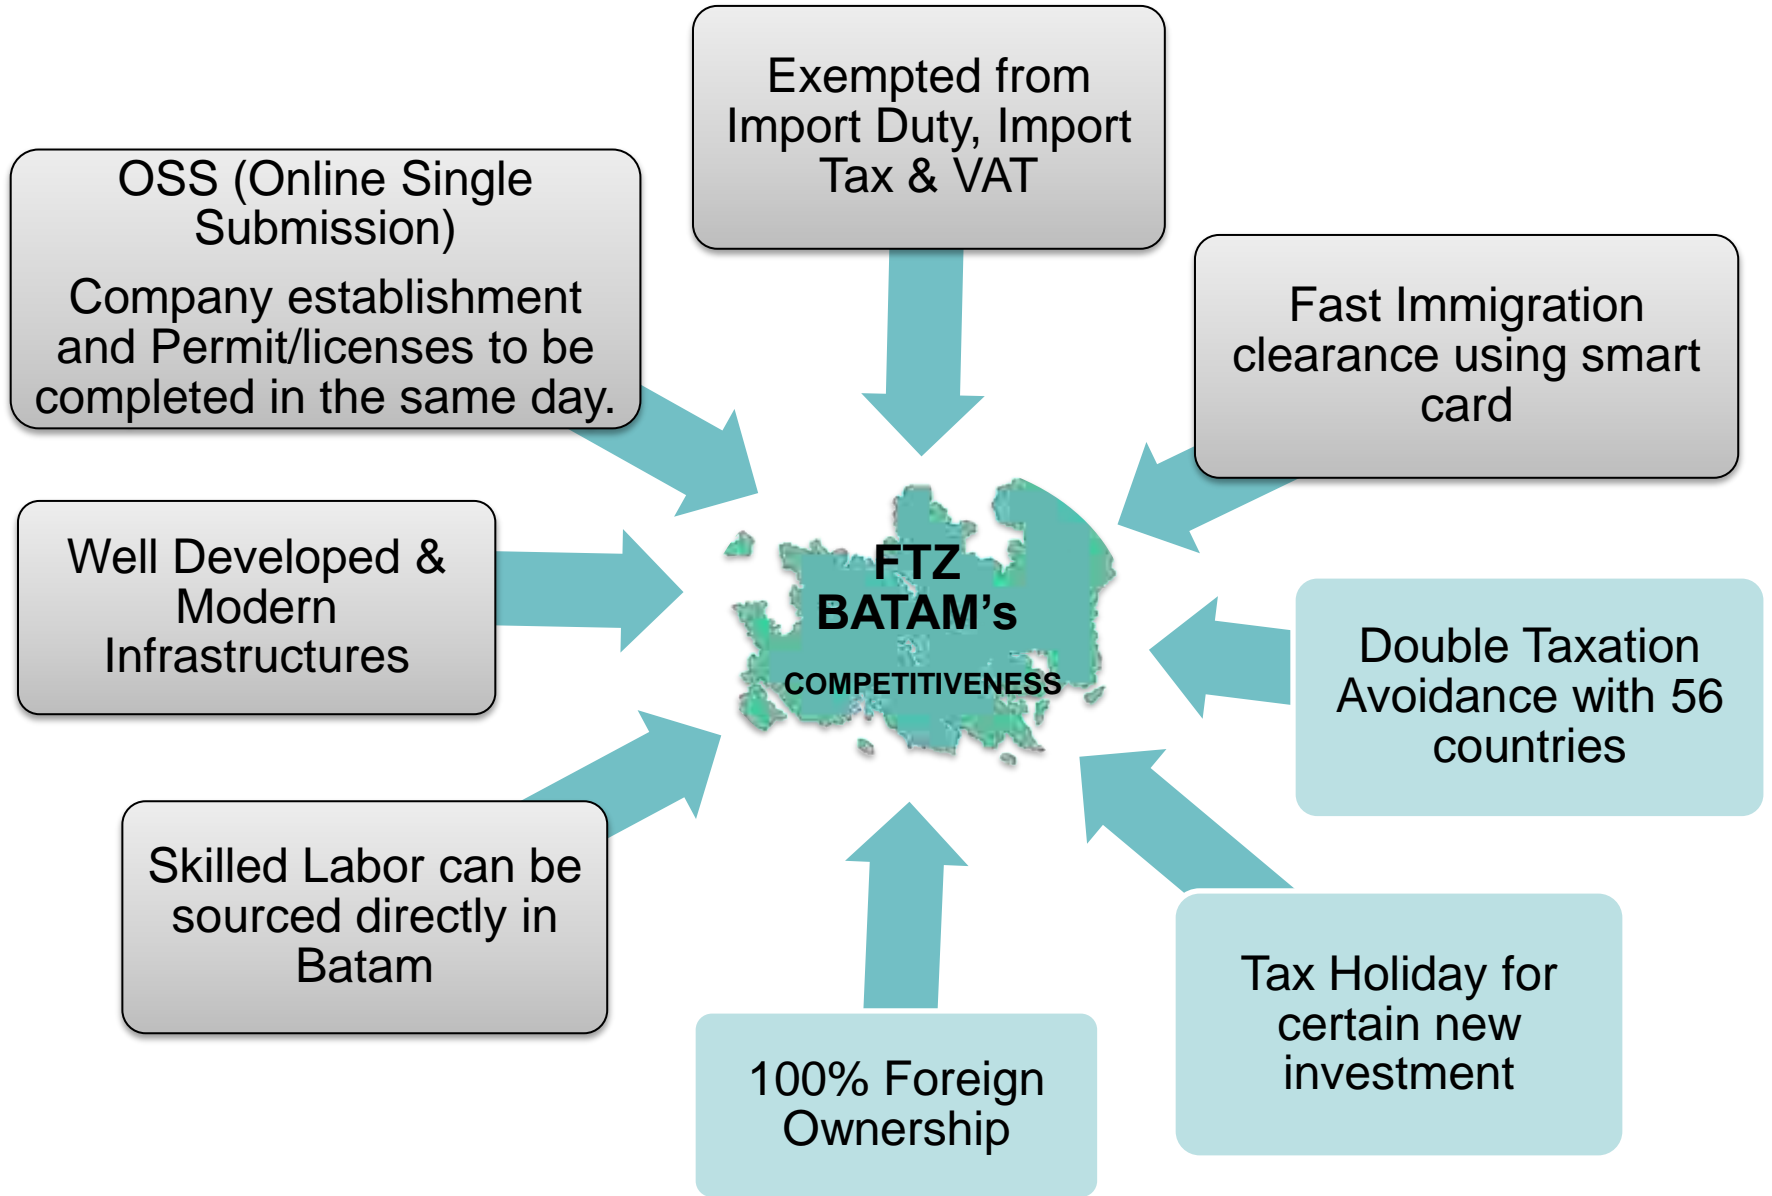 Exempted from
Import Duty, Import
Tax & VAT
OSS (Online Single
Submission)
Company establishment
and Permit/licenses to be
completed in the same day.
Fast Immigration
clearance using smart
card
Well Developed &
Modern
Infrastructures
FTZ
BATAM's
COMPETITIVENESS
Double Taxation
Avoidance with 56
countries
Skilled Labor can be
sourced directly in
Batam
Tax Holiday for
certain new
investment
100% Foreign
Ownership